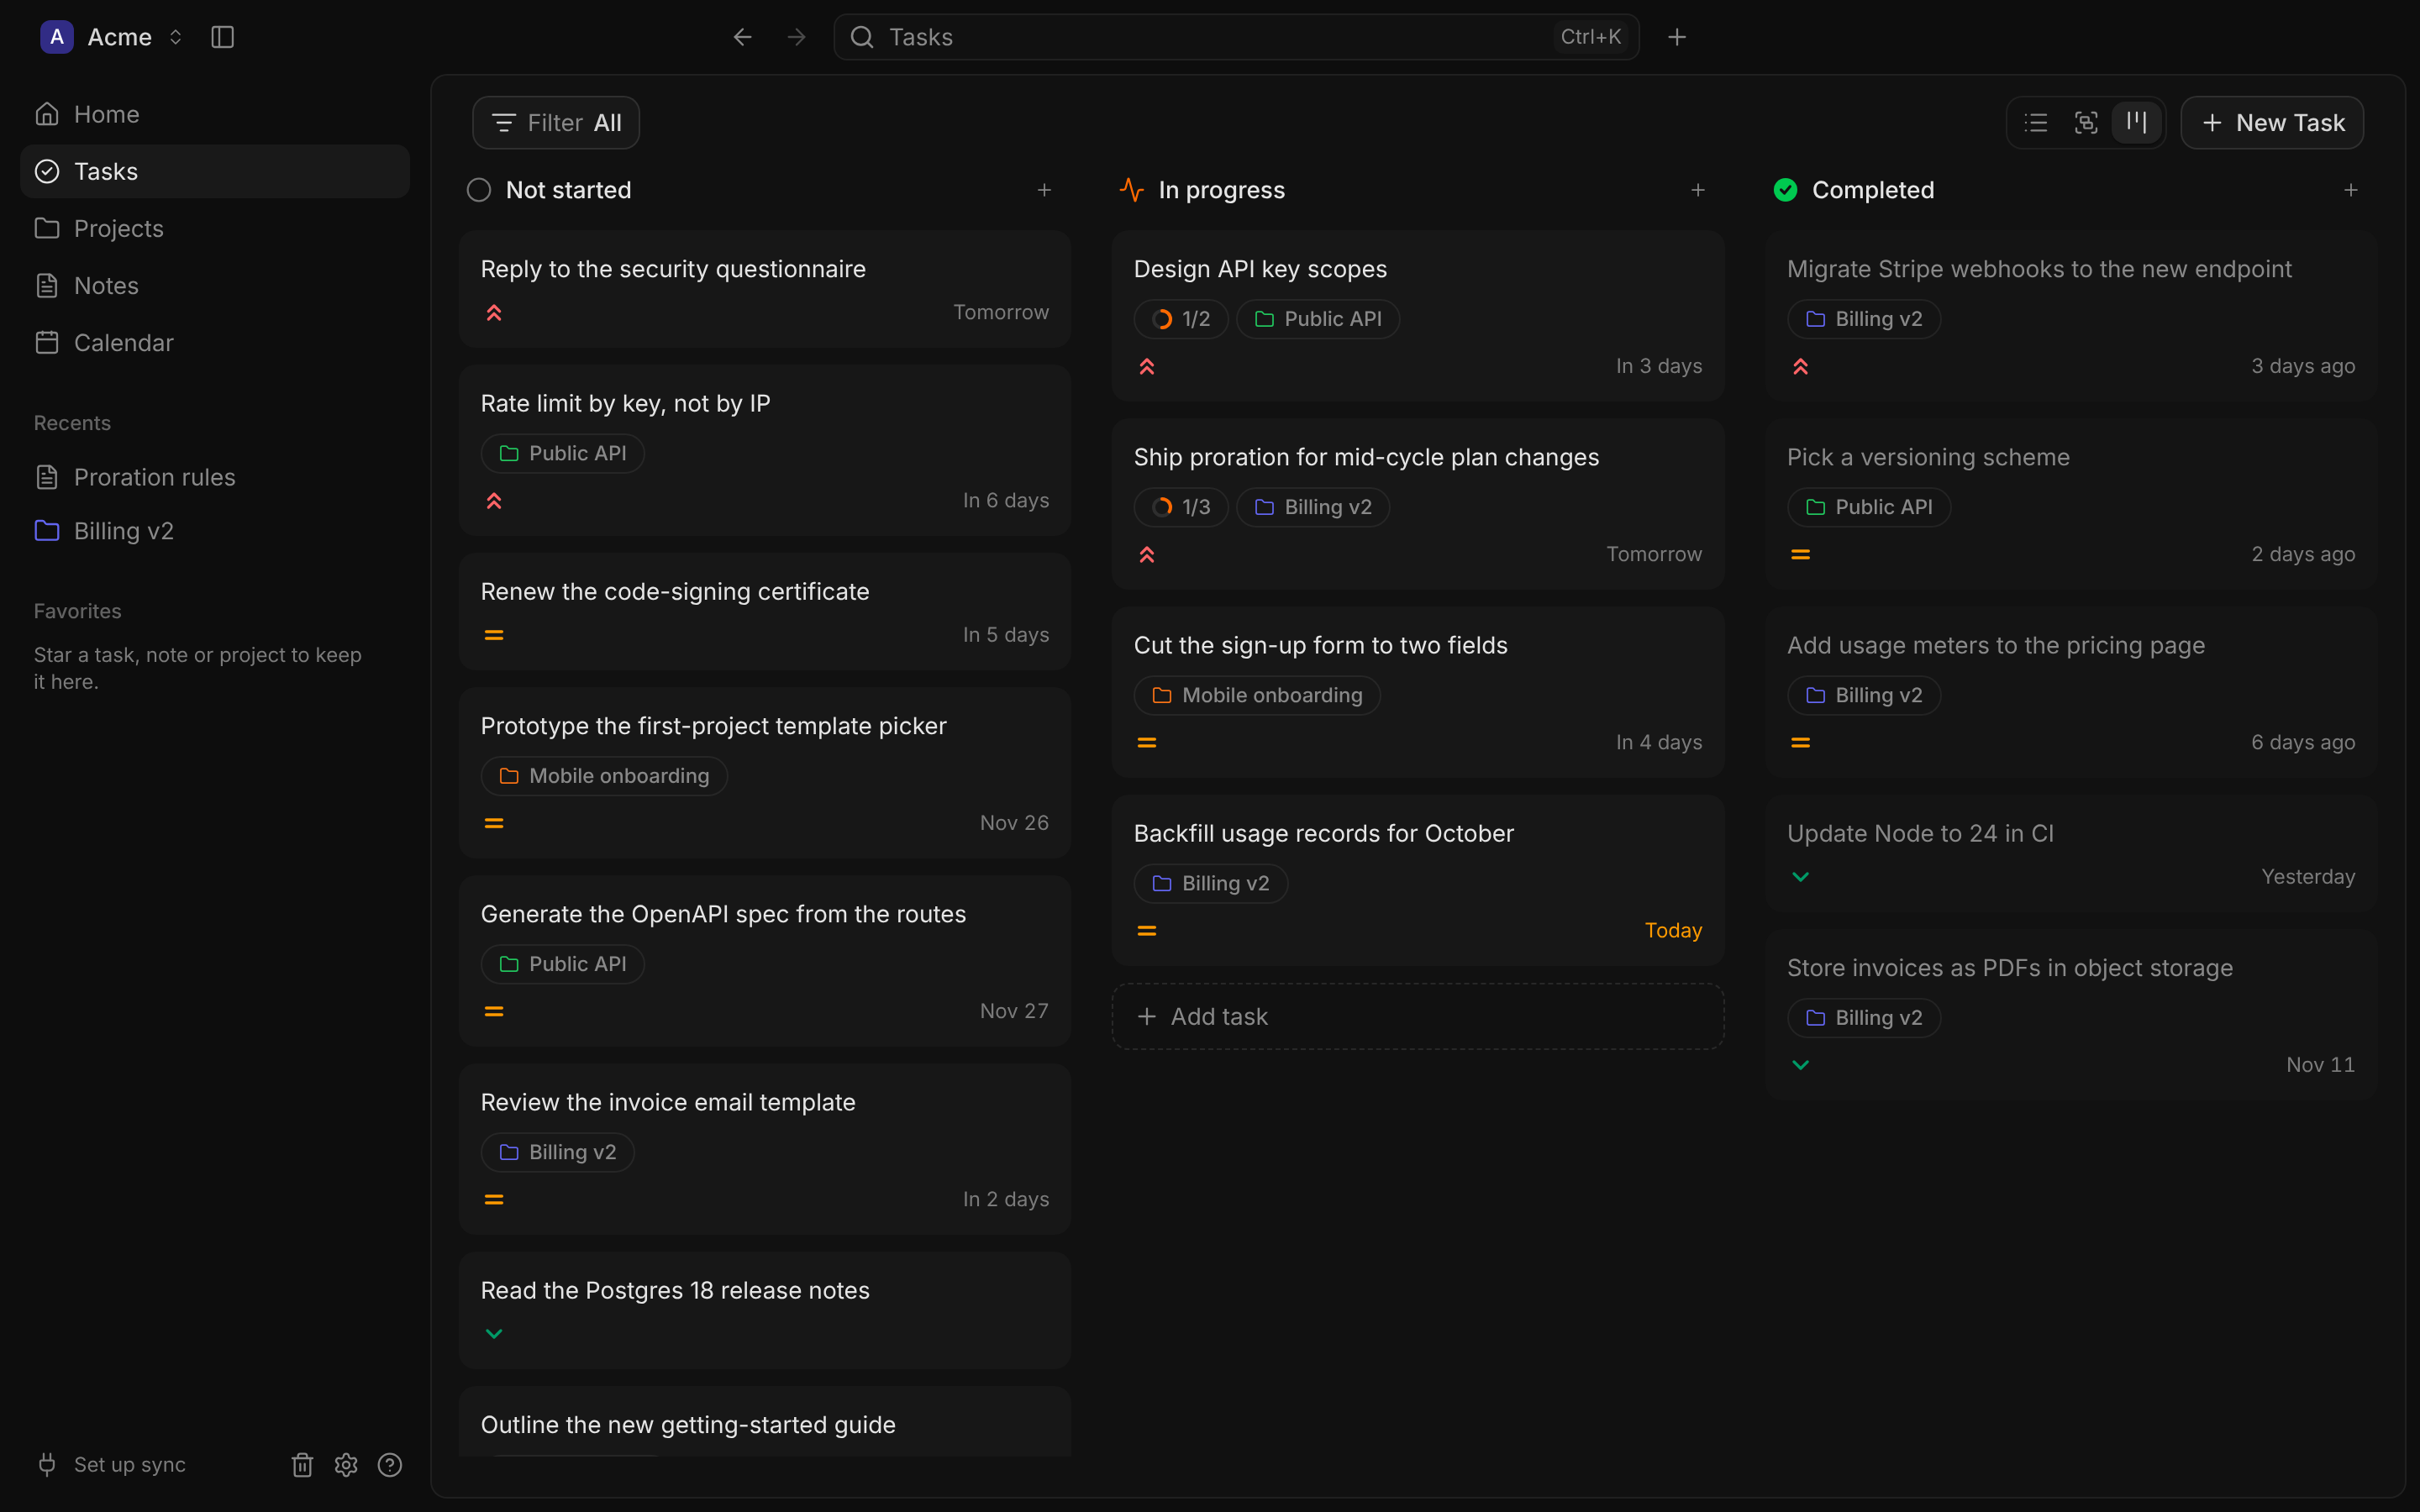 A Acme
Tasks
Ctrl+K
Home
Tasks
Projects
Notes
Calendar
Recents
Proration rules
Billing v2
Favorites
Star a task, note or project to keep
it here.
Set up sync
Filter All
New Task
Not started
Reply to the security questionnaire
Tomorrow
Rate limit by key, not by IP
Public API
In 6 days
Renew the code-signing certificate
In 5 days
Prototype the first-project template picker
Mobile onboarding
Nov 26
Generate the OpenAPI spec from the routes
Public API
Nov 27
Review the invoice email template
Billing v2
In 2 days
Read the Postgres 18 release notes
Outline the new getting-started guide
In progress
Design API key scopes
1/2 Public API
In 3 days
Ship proration for mid-cycle plan changes
1/3 Billing v2
Tomorrow
Cut the sign-up form to two fields
Mobile onboarding
In 4 days
Backfill usage records for October
Billing v2
Today
Add task
Completed
Migrate Stripe webhooks to the new endpoint
Billing v2
3 days ago
Pick a versioning scheme
Public API
2 days ago
Add usage meters to the pricing page
Billing v2
6 days ago
Update Node to 24 in CI
Yesterday
Store invoices as PDFs in object storage
Billing v2
Nov 11